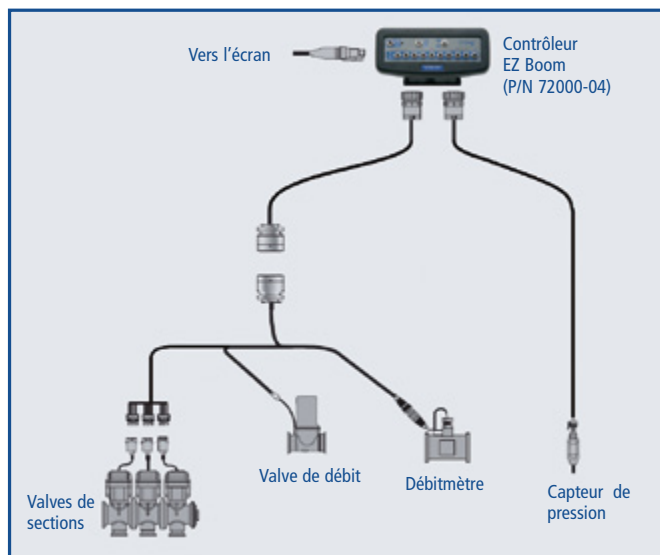 Vers l’écran
Contrôleur
EZ Boom
(P/N 72000-04)
Valve de débit
Débitmètre
Valves de
sections
Capteur de
pression